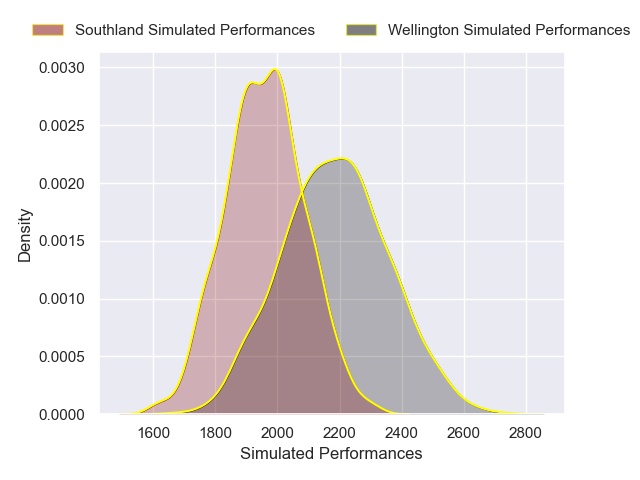 Southland Simulated Performances Wellington Simulated Performances
0.0030
0.0025
0.0020
0.0015
0.0010
0.0005
0.0000
Density
1600 1800 2000 2200 2400 2600 2800
Simulated Performances